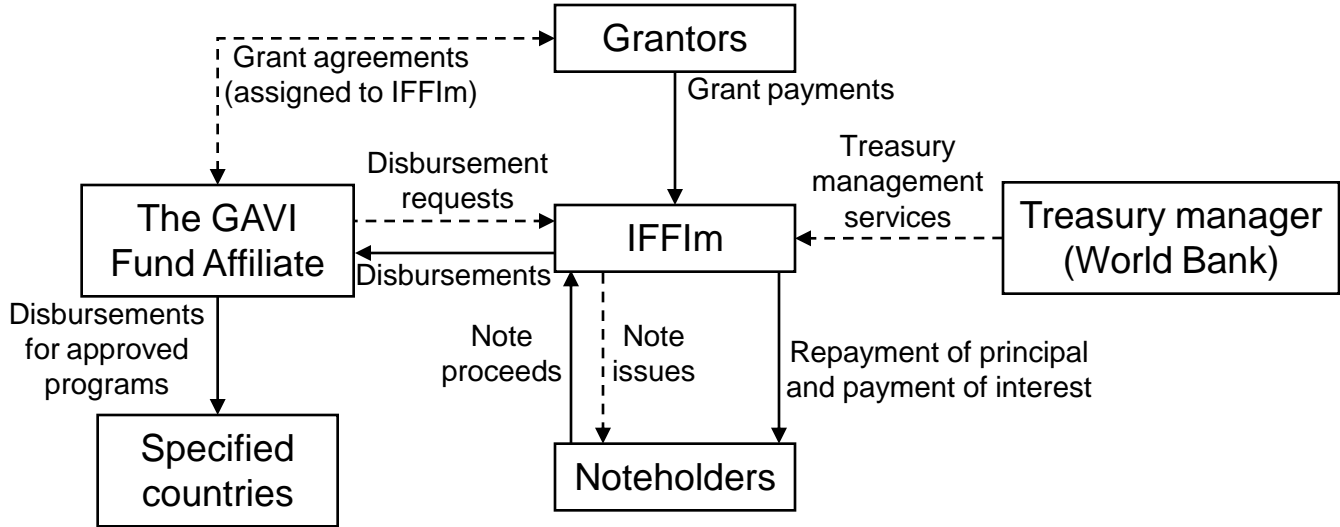 Grantors
Grant agreements
(assigned to IFFIm)
Grant payments
Disbursement
requests
Treasury
management
services
The GAVI
Fund Affiliate
IFFIm
Treasury manager
(World Bank)
Disbursements
Disbursements
for approved
programs
Note
proceeds
Note
issues
Repayment of principal
and payment of interest
Specified
countries
Noteholders